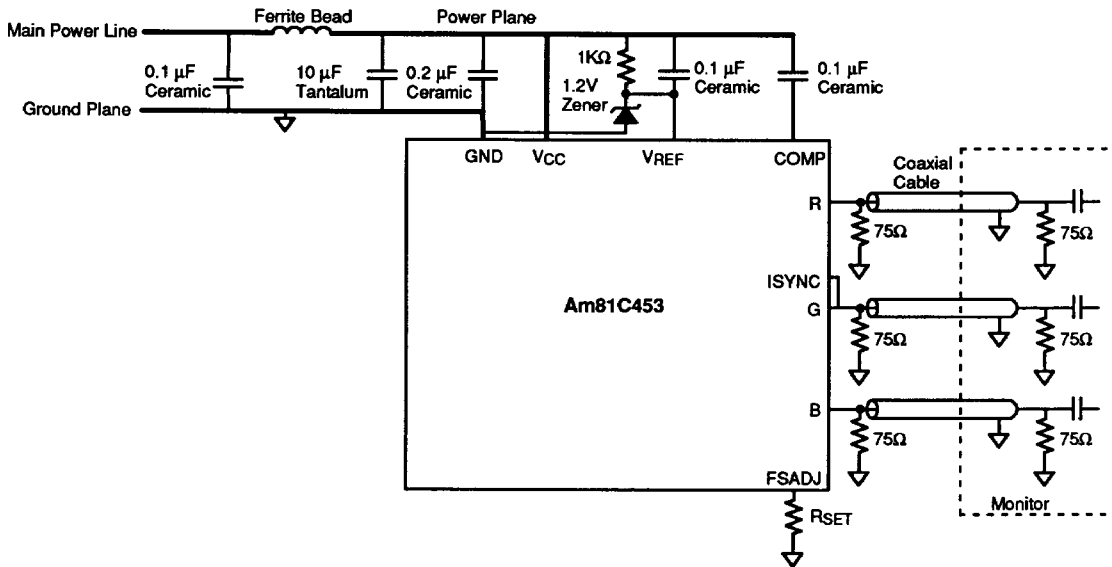 Ferrite Bead
Power Plane
Main Power Line
0.1 µF
Ceramic
10 µF
Tantalum
0.2 µF
Ceramic
1KΩ
1.2V
Zener
0.1 µF
Ceramic
0.1 µF
Ceramic
Ground Plane
GND
VCC
VREF
COMP
Coaxial
Cable
R
75Ω
75Ω
ISYNC
Am81C453
G
75Ω
75Ω
B
75Ω
75Ω
FSADJ
Monitor
RSET